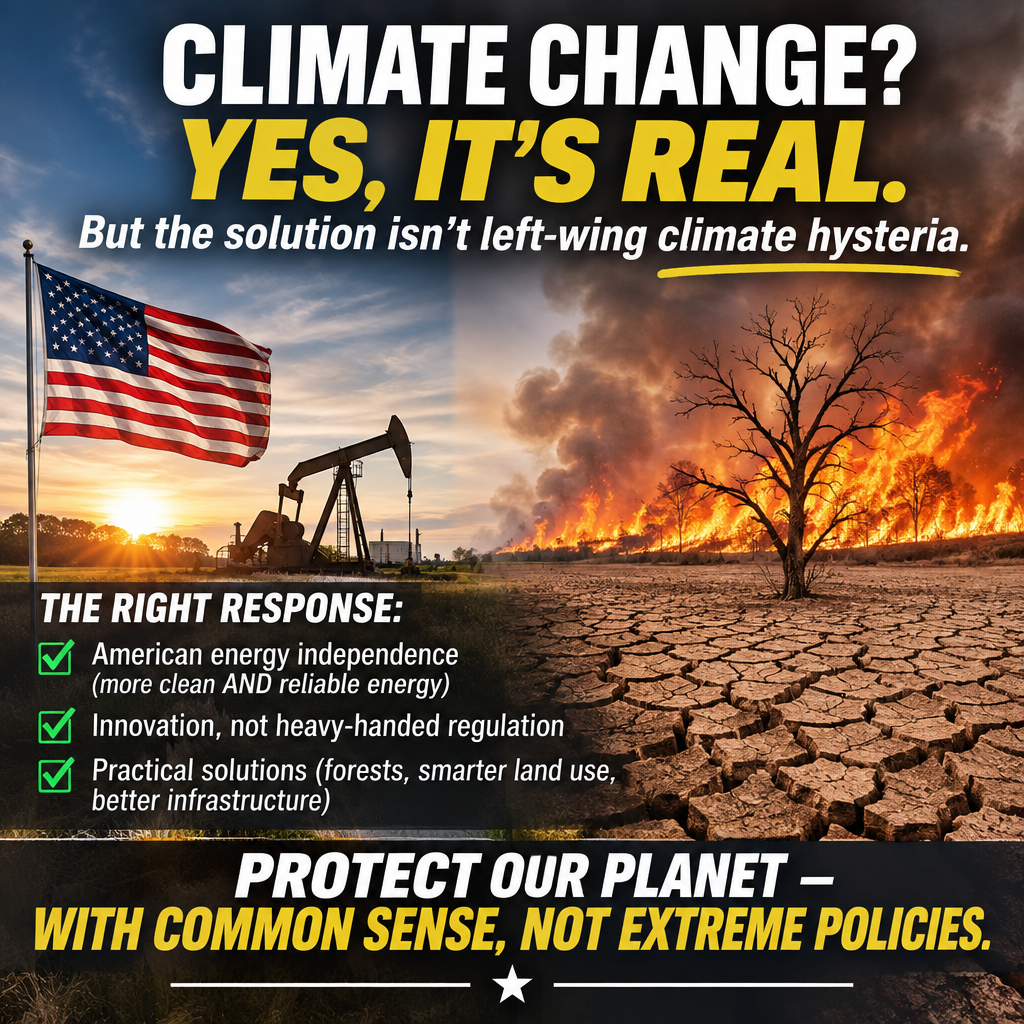 CLIMATE CHANGE?
YES, IT'S REAL.
But the solution isn't left-wing climate hysteria.
THE RIGHT RESPONSE:
American energy independence
(more clean AND reliable energy)
Innovation, not heavy-handed regulation
Practical solutions (forests, smarter land use,
better infrastructure)
PROTECT OUR PLANET –
WITH COMMON SENSE, NOT EXTREME POLICIES.